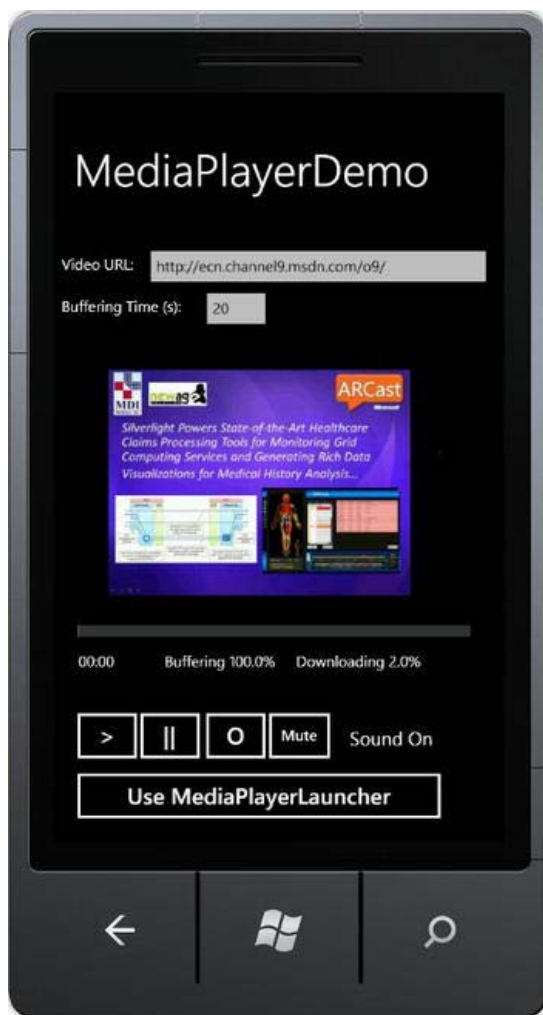 MediaPlayerDemo
Video URL: http://ecn.channel9.msdn.com/o9/
Buffering Time (s): 20
MDI
ARCast
Microsoft
Silverlight Powers State-of-the-Art Healthcare
Claims Processing Tools for Monitoring Grid
Computing Services and Generating Rich Data
Visualizations for Medical History Analysis...
00:00 Buffering 100.0% Downloading 2.0%
> || O Mute Sound On
Use MediaPlayerLauncher